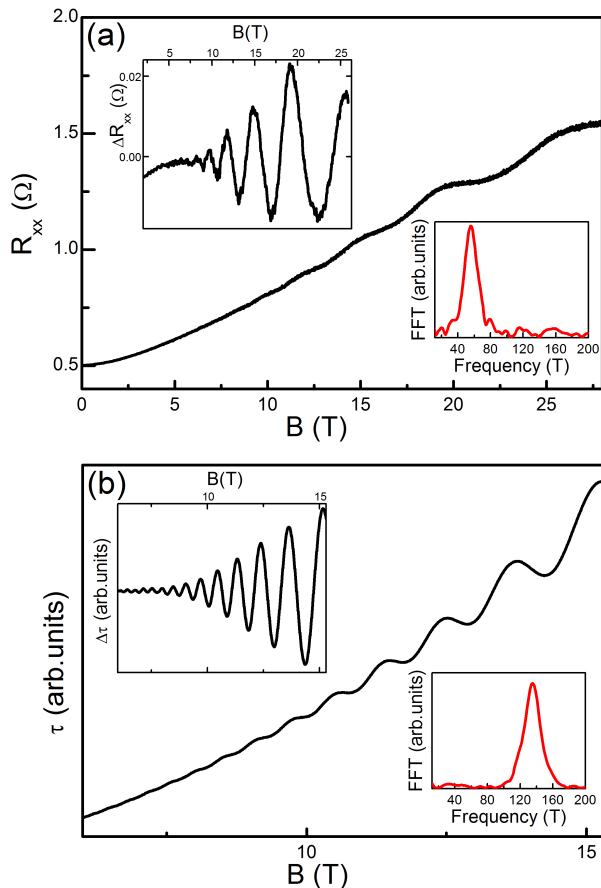 (a)
B(T)
5 10 15 20 25
0.02
0.00
ΔRxx (Ω)
2.0
1.5
1.0
0.5
Rxx (Ω)
FFT (arb.units)
40 80 120 160 200
Frequency (T)
0 5 10 15 20 25
B (T)
(b)
B(T)
10 15
Δτ (arb.units)
τ (arb.units)
FFT (arb.units)
40 80 120 160 200
Frequency (T)
10 15
B (T)